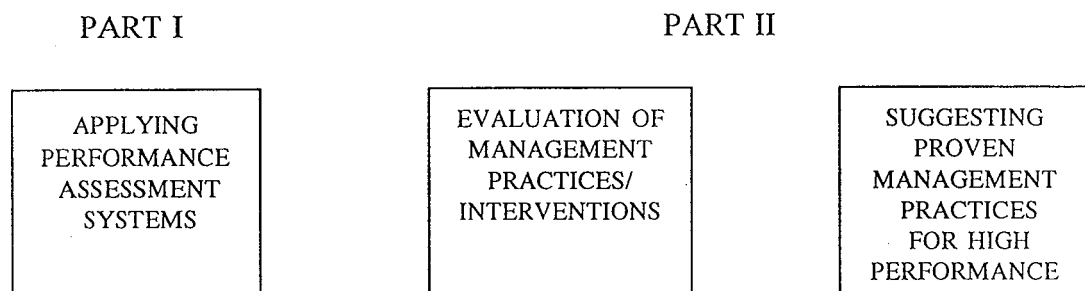 PART I
PART II
APPLYING
PERFORMANCE
ASSESSMENT
SYSTEMS
EVALUATION OF
MANAGEMENT
PRACTICES/
INTERVENTIONS
SUGGESTING
PROVEN
MANAGEMENT
PRACTICES
FOR HIGH
PERFORMANCE